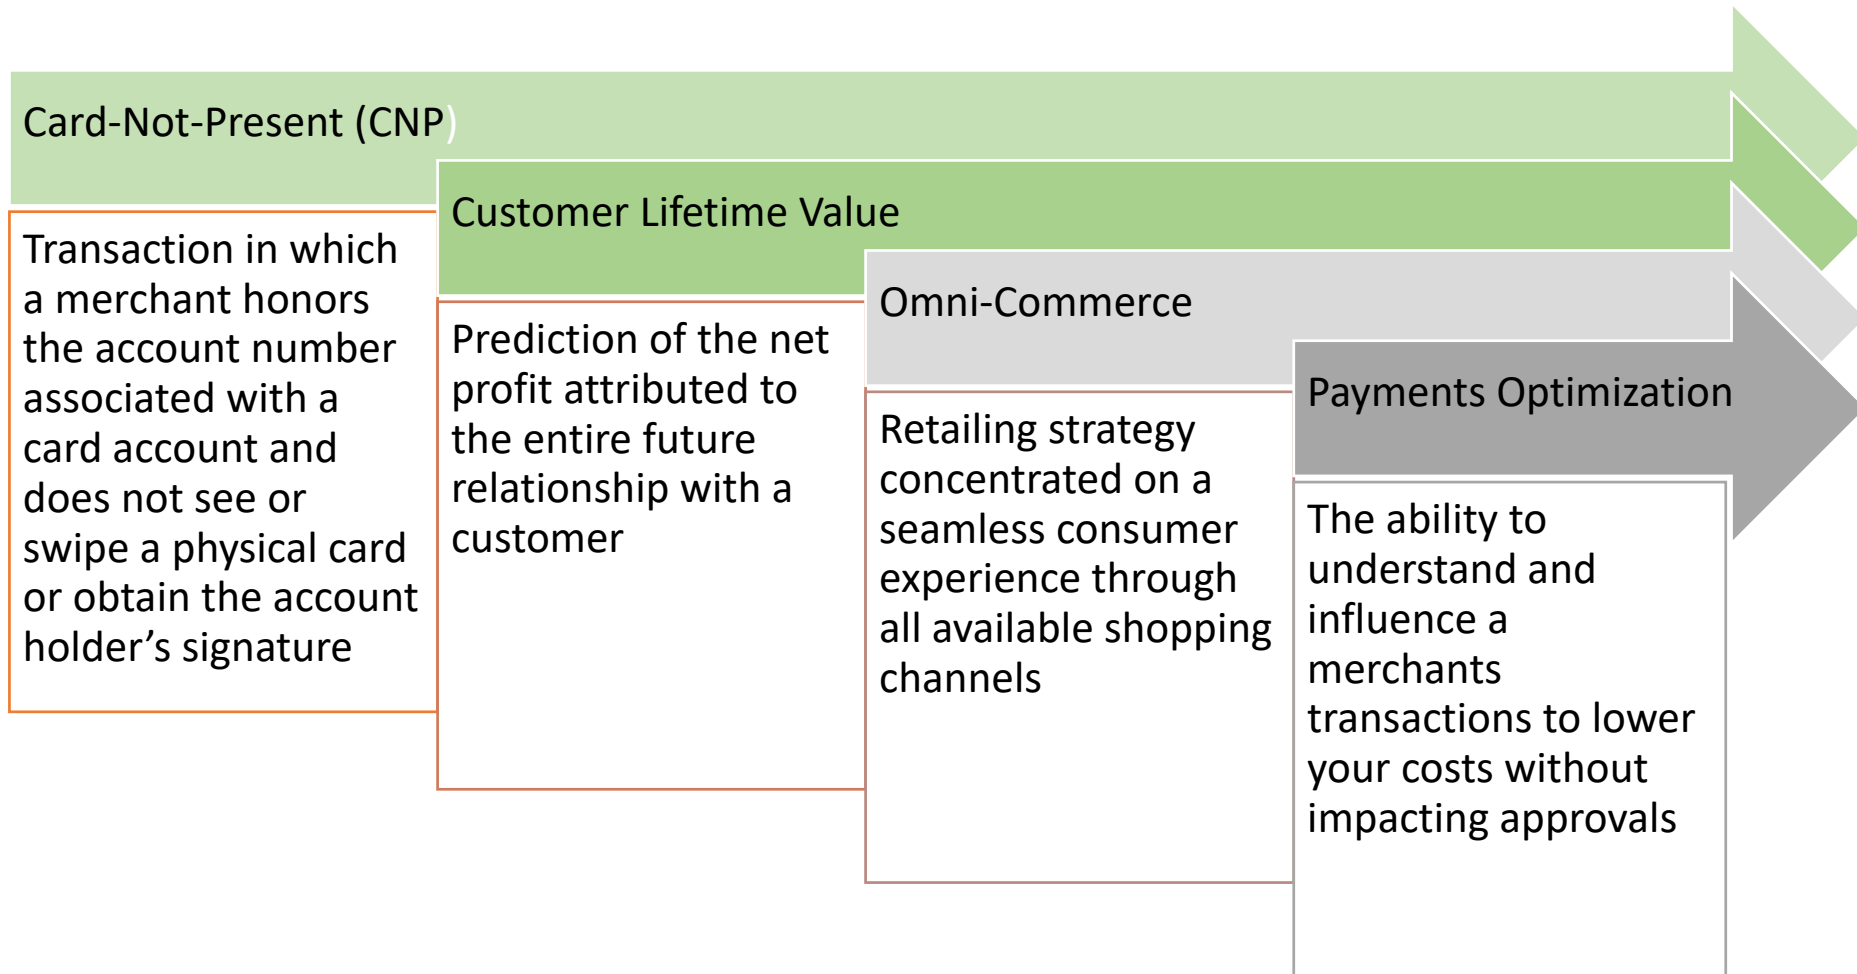 Card-Not-Present (CNP)
Transaction in which
a merchant honors
the account number
associated with a
card account and
does not see or
swipe a physical card
or obtain the account
holder’s signature
Customer Lifetime Value
Prediction of the net
profit attributed to
the entire future
relationship with a
customer
Omni-Commerce
Retailing strategy
concentrated on a
seamless consumer
experience through
all available shopping
channels
Payments Optimization
The ability to
understand and
influence a
merchants
transactions to lower
your costs without
impacting approvals